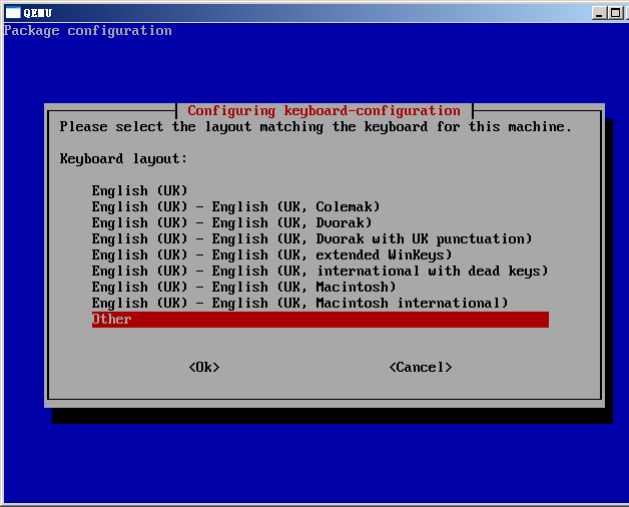 QEMU
Package configuration
Configuring keyboard-configuration
Please select the layout matching the keyboard for this machine.
Keyboard layout:
English (UK)
English (UK) - English (UK, Colemak)
English (UK) - English (UK, Dvorak)
English (UK) - English (UK, Dvorak with UK punctuation)
English (UK) - English (UK, extended WinKeys)
English (UK) - English (UK, international with dead keys)
English (UK) - English (UK, Macintosh)
English (UK) - English (UK, Macintosh international)
Other
<Ok> <Cancel>